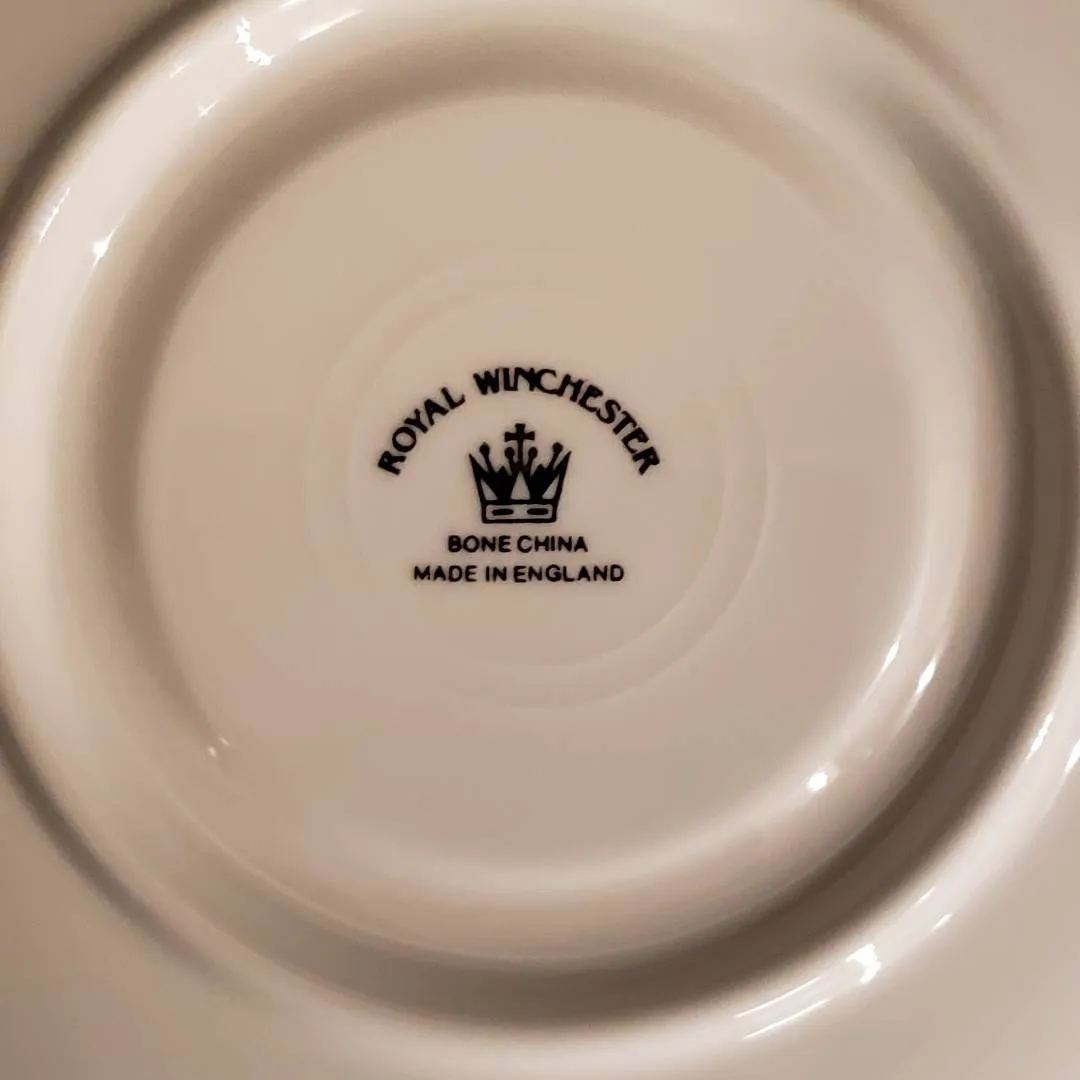 ROYAL WINCHESTER
BONE CHINA
MADE IN ENGLAND